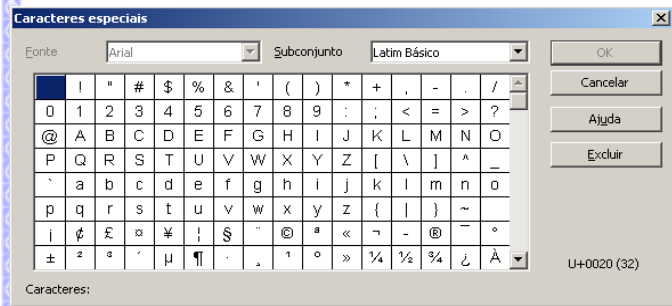 Caracteres especiais
Fonte Arial Subconjunto Latim Básico OK
! " # $ % & ' ( ) * + , - . / Cancelar
0 1 2 3 4 5 6 7 8 9 : ; < = > ?
@ A B C D E F G H I J K L M N O Ajuda
P Q R S T U V W X Y Z [ \ ] ^ _ Excluir
` a b c d e f g h i j k l m n o
p q r s t u v w x y z { | } ~
¡ ¢ £ ¤ ¥ ¦ § ¨ © ª « ¬ - ® ¯ °
± ² ³ ´ µ ¶ · ¸ ¹ º » ¼ ½ ¾ ¿ À
U+0020 (32)
Caracteres: